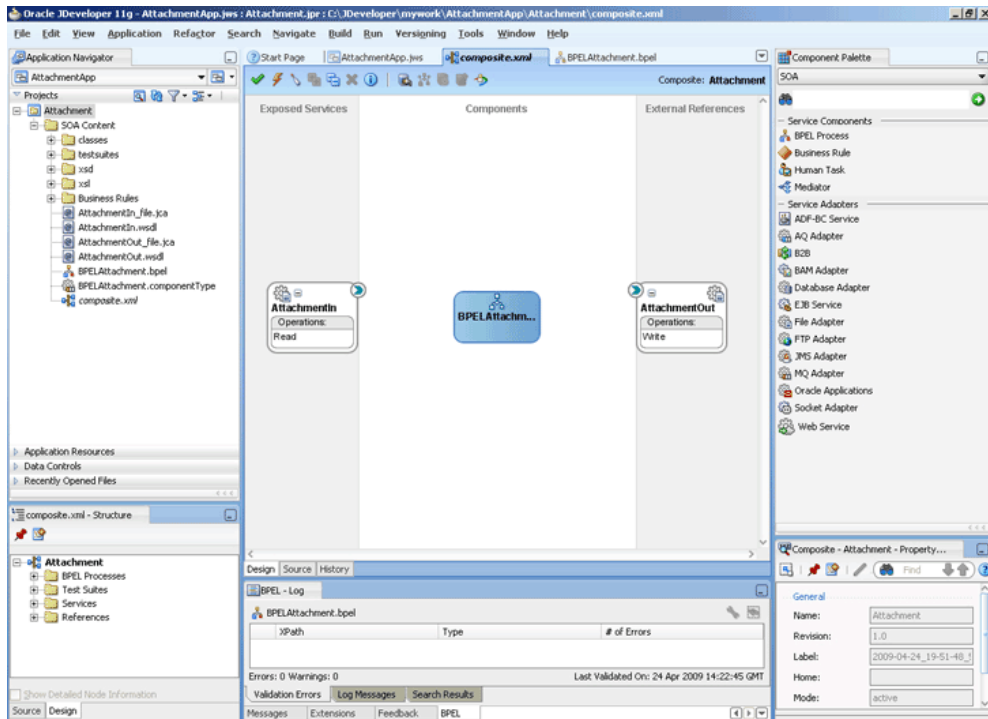 Oracle JDeveloper 11g - AttachmentApp.jws : Attachment.jpr : C:\JDeveloper\mywork\AttachmentApp\Attachment\composite.xml
File Edit View Application Refactor Search Navigate Build Run Versioning Tools Window Help
Application Navigator
AttachmentApp
Projects
Attachment
SOA Content
classes
testsuites
xsd
xsl
Business Rules
AttachmentIn_file.jca
AttachmentIn.wsdl
AttachmentOut_file.jca
AttachmentOut.wsdl
BPELAttachment.bpel
BPELAttachment.componentType
composite.xml
Application Resources
Data Controls
Recently Opened Files
composite.xml - Structure
Attachment
BPEL Processes
Test Suites
Services
References
Show Detailed Node Information
Source Design
Start Page AttachmentApp.jws composite.xml BPELAttachment.bpel
Composite: Attachment
Exposed Services Components External References
AttachmentIn
Operations:
Read
BPELAttachm...
AttachmentOut
Operations:
Write
Design Source History
BPEL - Log
BPELAttachment.bpel
XPath Type # of Errors
Errors: 0 Warnings: 0 Last Validated On: 24 Apr 2009 14:22:45 GMT
Validation Errors Log Messages Search Results
Messages Extensions Feedback BPEL
Component Palette
SOA
Service Components
BPEL Process
Business Rule
Human Task
Mediator
Service Adapters
ADF-BC Service
AQ Adapter
B2B
BAM Adapter
Database Adapter
EJB Service
File Adapter
FTP Adapter
JMS Adapter
MQ Adapter
Oracle Applications
Socket Adapter
Web Service
Composite - Attachment - Property...
Find
General
Name: Attachment
Revision: 1.0
Label: 2009-04-24_19-51-48_
Home:
Mode: active